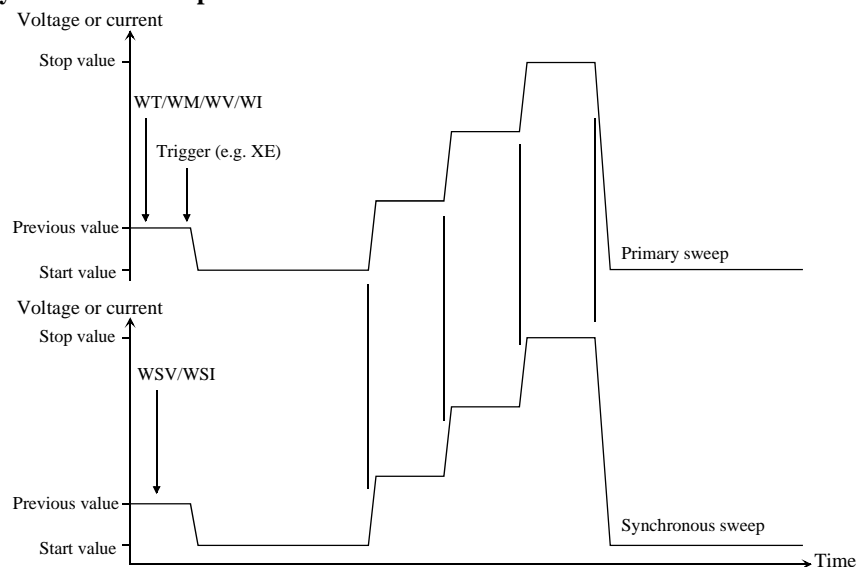 Voltage or current
Stop value
WT/WM/WV/WI
Trigger (e.g. XE)
Previous value
Start value
Primary sweep
Voltage or current
Stop value
WSV/WSI
Previous value
Start value
Synchronous sweep
Time